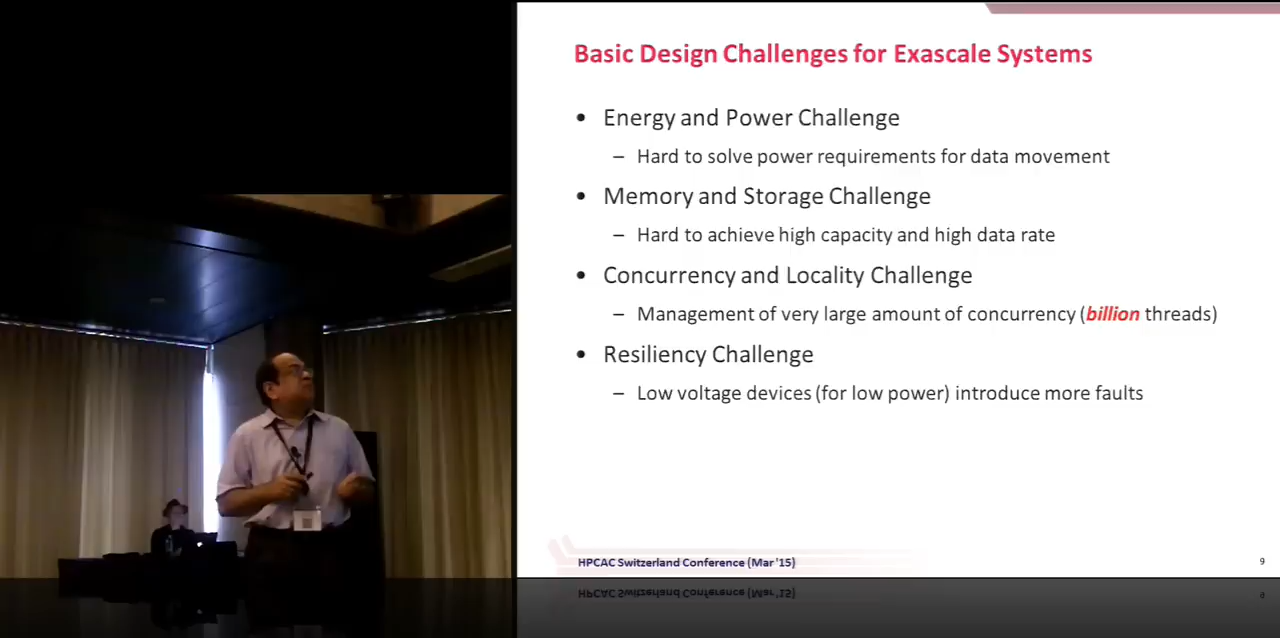 Basic Design Challenges for Exascale Systems
• Energy and Power Challenge
– Hard to solve power requirements for data movement
• Memory and Storage Challenge
– Hard to achieve high capacity and high data rate
• Concurrency and Locality Challenge
– Management of very large amount of concurrency (billion threads)
• Resiliency Challenge
– Low voltage devices (for low power) introduce more faults
HPCAC Switzerland Conference (Mar '15)
9